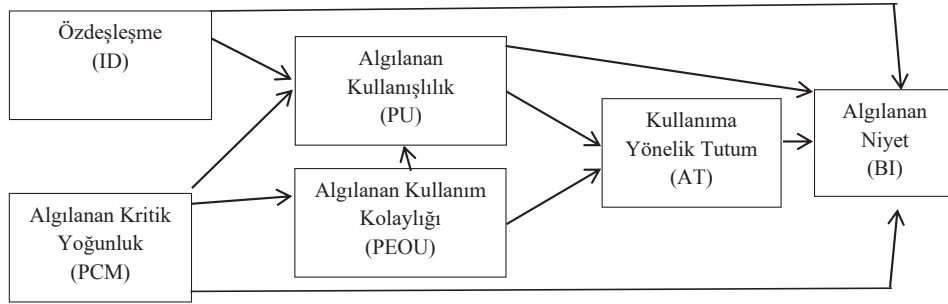 Özdeşleşme
(ID)
Algılanan
Kullanışlılık
(PU)
Kullanıma
Yönelik Tutum
(AT)
Algılanan
Niyet
(BI)
Algılanan Kritik
Yoğunluk
(PCM)
Algılanan Kullanım
Kolaylığı
(PEOU)